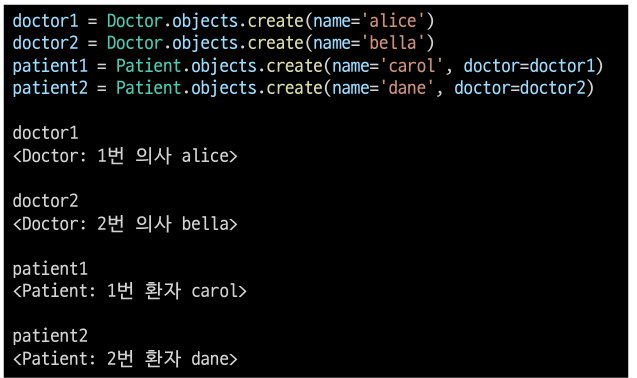 doctor1 = Doctor.objects.create(name='alice')
doctor2 = Doctor.objects.create(name='bella')
patient1 = Patient.objects.create(name='carol', doctor=doctor1)
patient2 = Patient.objects.create(name='dane', doctor=doctor2)
doctor1
<Doctor: 1번 의사 alice>
doctor2
<Doctor: 2번 의사 bella>
patient1
<Patient: 1번 환자 carol>
patient2
<Patient: 2번 환자 dane>